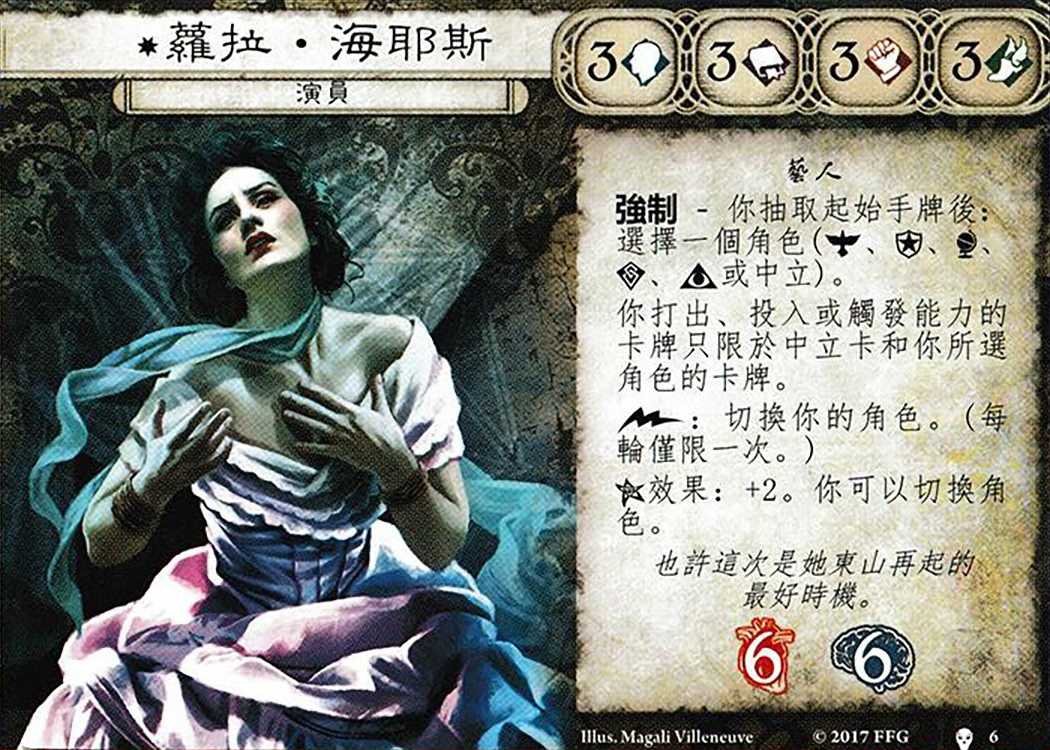 蘿拉·海耶斯
演員
3 3 3 3
藝人
強制 - 你抽取起始手牌後:
選擇一個角色(、、、
、或中立)。
你打出、投入或觸發能力的
卡牌只限於中立卡和你所選
角色的卡牌。
: 切換你的角色。(每
輪僅限一次。)
效果: +2。你可以切換角
色。
也許這次是她東山再起的
最好時機。
6 6
Illus. Magali Villeneuve © 2017 FFG 6